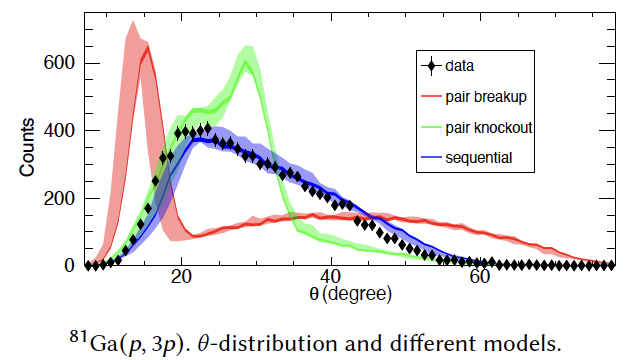 600
400
200
0
Counts
20
40
60
θ (degree)
data
pair breakup
pair knockout
sequential
⁸¹Ga(p, 3p). θ-distribution and different models.